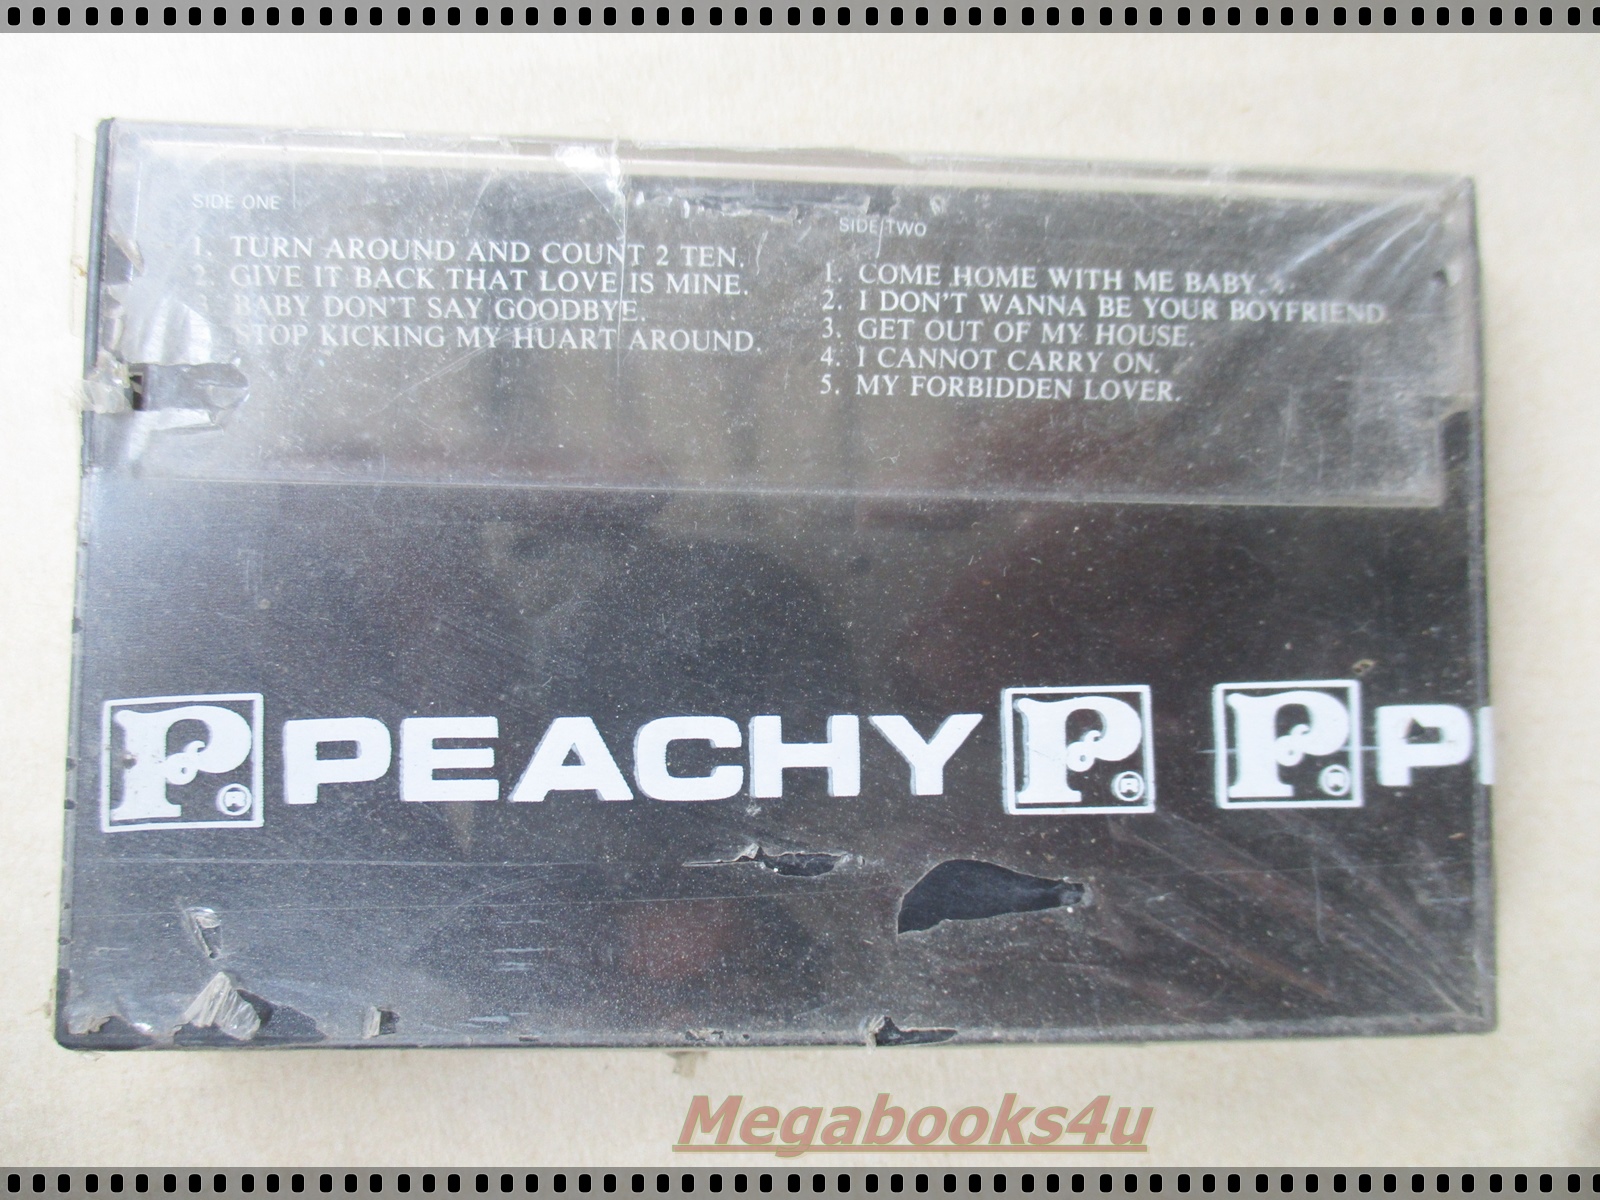 SIDE ONE
1. TURN AROUND AND COUNT 2 TEN.
2. GIVE IT BACK THAT LOVE IS MINE.
3. BABY DON'T SAY GOODBYE.
STOP KICKING MY HUART AROUND.
SIDE TWO
1. COME HOME WITH ME BABY.
2. I DON'T WANNA BE YOUR BOYFRIEND
3. GET OUT OF MY HOUSE.
4. I CANNOT CARRY ON.
5. MY FORBIDDEN LOVER.
P ® PEACHY P ® P ® P
Megabooks4u